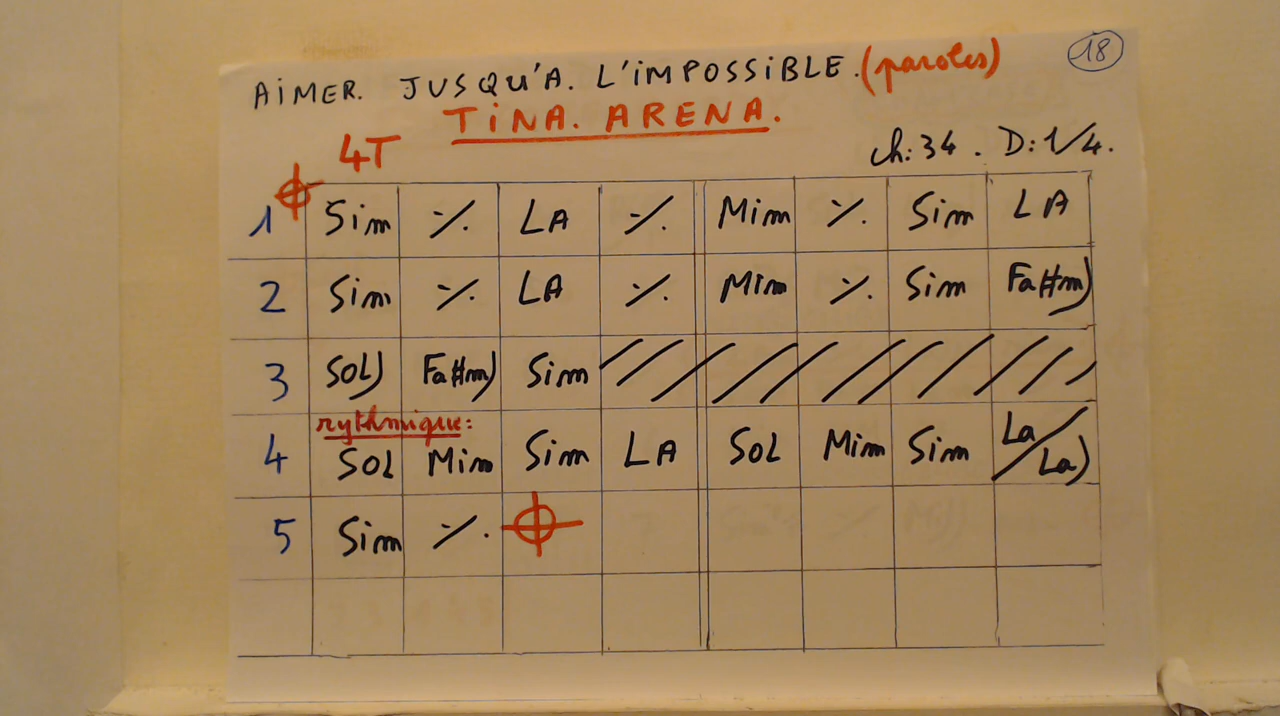 18
AIMER. JUSQU'A. L'IMPOSSIBLE. (paroles)
TINA. ARENA.
4T
ch: 34. D: 1/4.
1 Sim ٪ LA ٪ Mim ٪ Sim LA
2 Sim ٪ LA ٪ Mim ٪ Sim Fa#m)
3 SOL) Fa#m) Sim / / / / / / / / / / / / / /
rythmique:
4 SOL Mim Sim LA SOL Mim Sim La/La)
5 Sim ٪